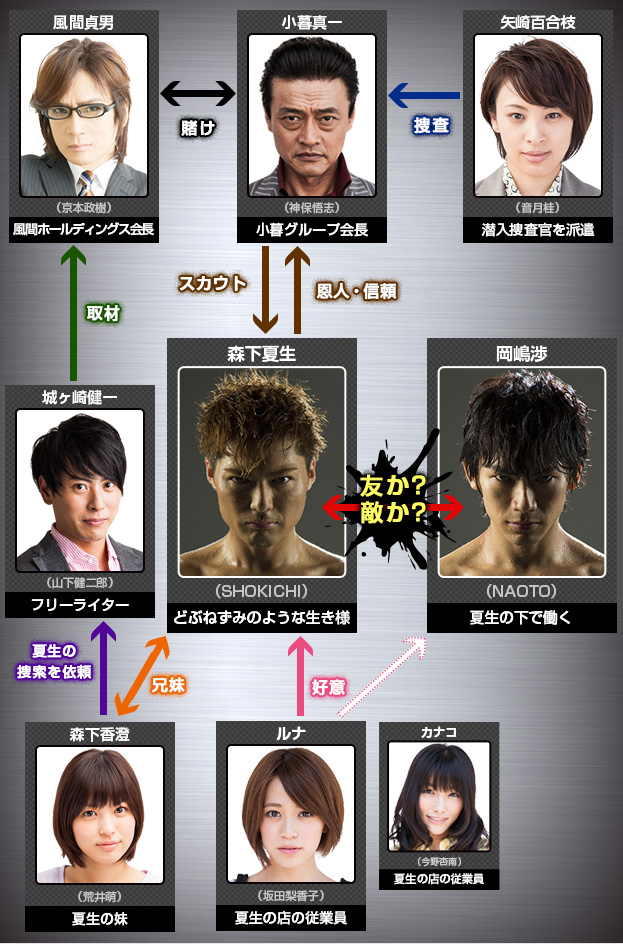 風間貞男
(京本政樹)
風間ホールディングス会長
賭け
小暮真一
(神保悟志)
小暮グループ会長
捜査
矢崎百合枝
(音月桂)
潜入捜査官を派遣
取材
スカウト
恩人・信頼
城ヶ崎健一
(山下健二郎)
フリーライター
森下夏生
(SHOKICHI)
どぶねずみのような生き様
友か?
敵か?
岡嶋渉
(NAOTO)
夏生の下で働く
夏生の
捜索を依頼
兄妹
好意
森下香澄
(荒井萌)
夏生の妹
ルナ
(坂田梨香子)
夏生の店の従業員
カナコ
(今野杏南)
夏生の店の従業員